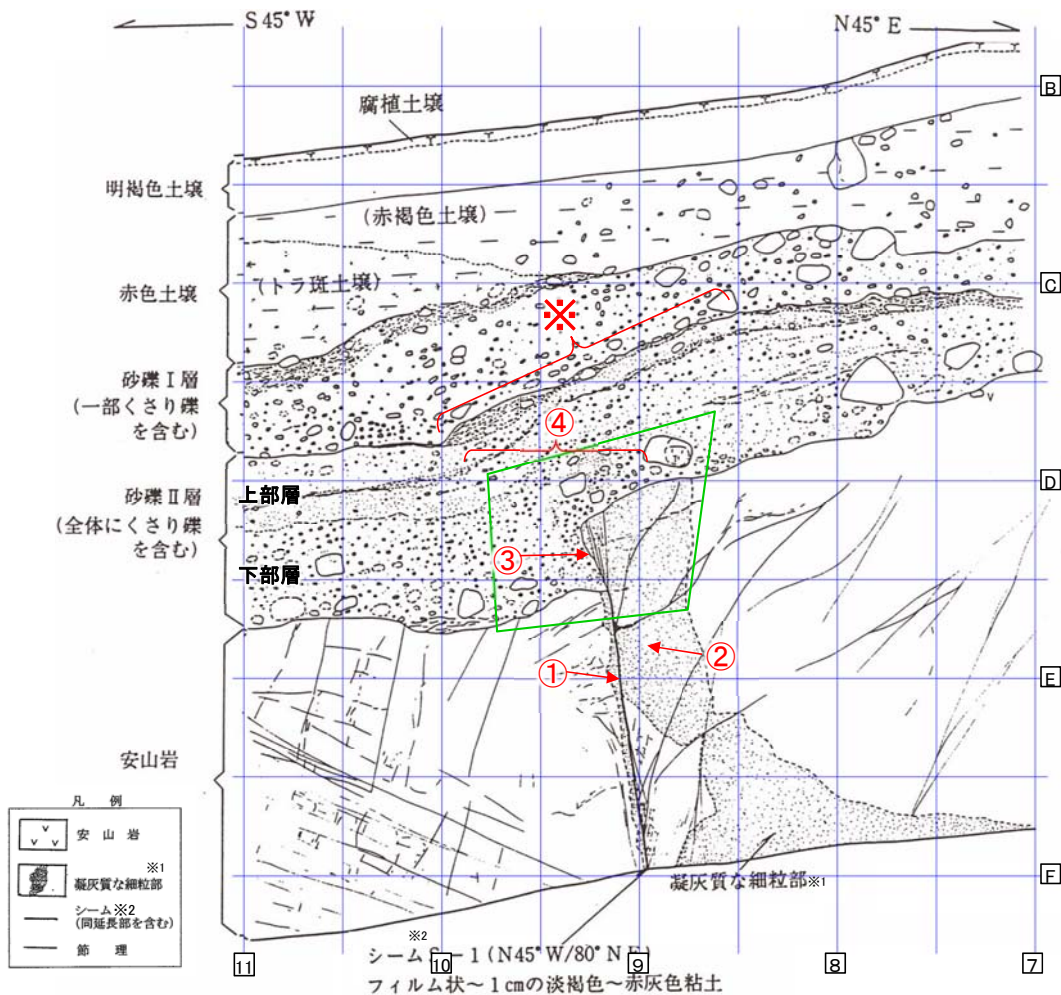 S 45° W
N 45° E
B
腐植土壌
明褐色土壌
(赤褐色土壌)
(トラ斑土壌)
赤色土壌
C
※
砂礫Ⅰ層
(一部くさり礫
を含む)
④
砂礫Ⅱ層
(全体にくさり礫
を含む)
上部層
D
③
下部層
②
①
E
安山岩
凡 例
安 山 岩
凝灰質な細粒部※1
シーム※2
(同延長部を含む)
節 理
凝灰質な細粒部※1
F
※2
シームS-1(N45°W/80°NE)
フィルム状~1cmの淡褐色~赤灰色粘土
11
10
9
8
7